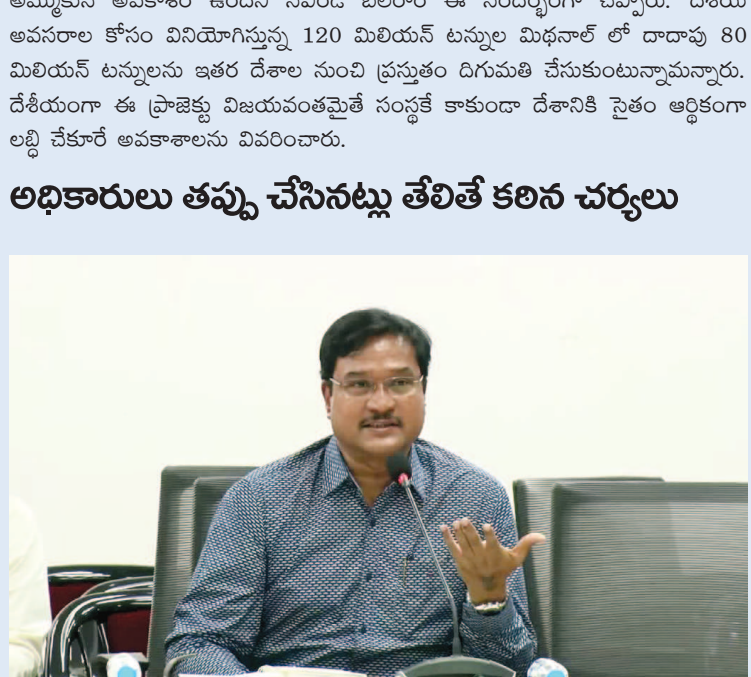 అవసరాల కోసం వినియోగిస్తున్న 120 మిలియన్ టన్నుల మిథనాల్ లో దాదాపు 80
మిలియన్ టన్నులను ఇతర దేశాల నుంచి ప్రస్తుతం దిగుమతి చేసుకుంటున్నామన్నారు.
దేశీయంగా ఈ ప్రాజెక్టు విజయవంతమైతే సంస్థకే కాకుండా దేశానికి సైతం ఆర్థికంగా
లబ్ధి చేకూరే అవకాశాలను వివరించారు.
అధికారులు తప్పు చేసినట్లు తేలితే కఠిన చర్యలు